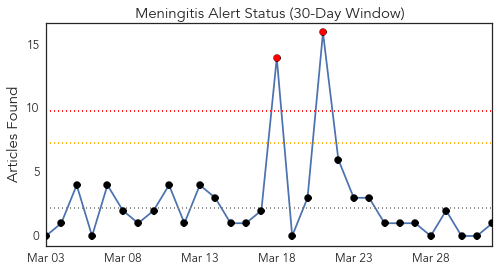 Meningitis Alert Status (30-Day Window)
Articles Found
15
10
5
0
Mar 03 Mar 08 Mar 13 Mar 18 Mar 23 Mar 28